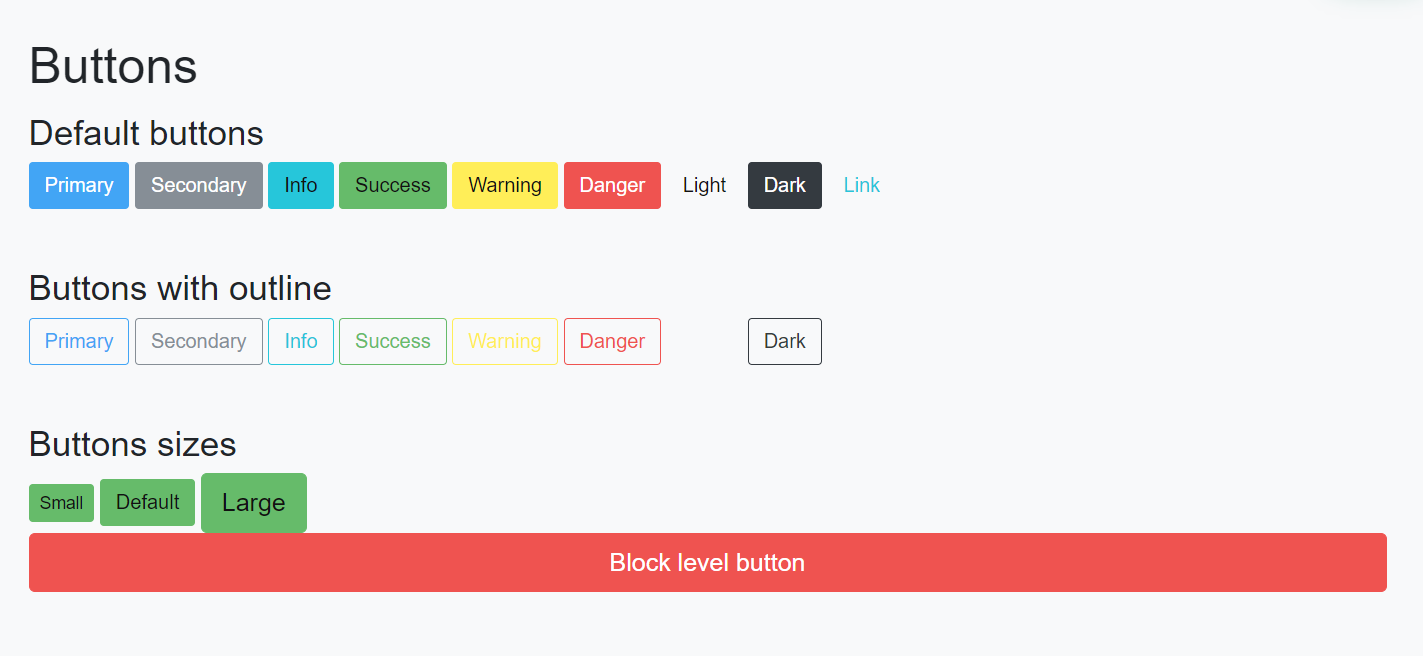 Buttons
Default buttons
Primary Secondary Info Success Warning Danger Light Dark Link
Buttons with outline
Primary Secondary Info Success Warning Danger Dark
Buttons sizes
Small Default Large
Block level button